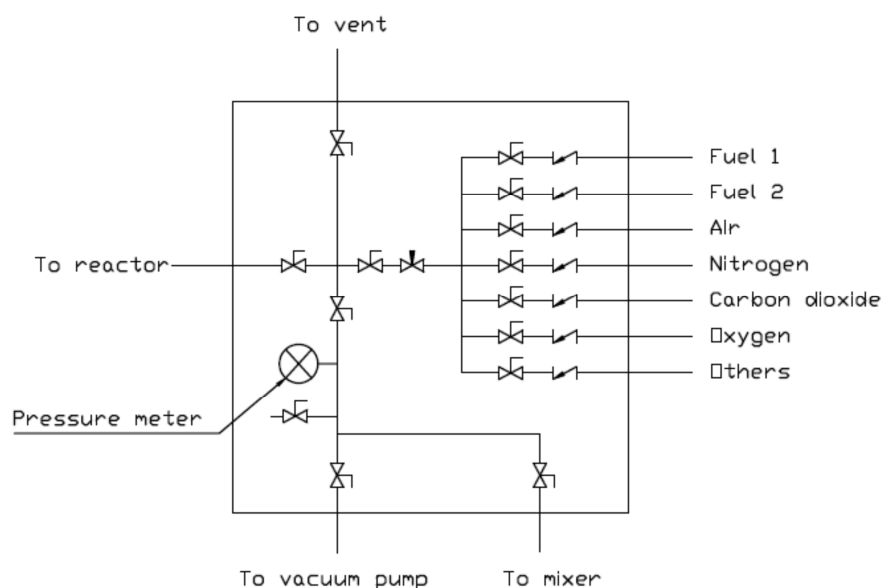 To vent
Fuel 1
Fuel 2
Air
To reactor
Nitrogen
Carbon dioxide
Oxygen
Others
Pressure meter
To vacuum pump
To mixer